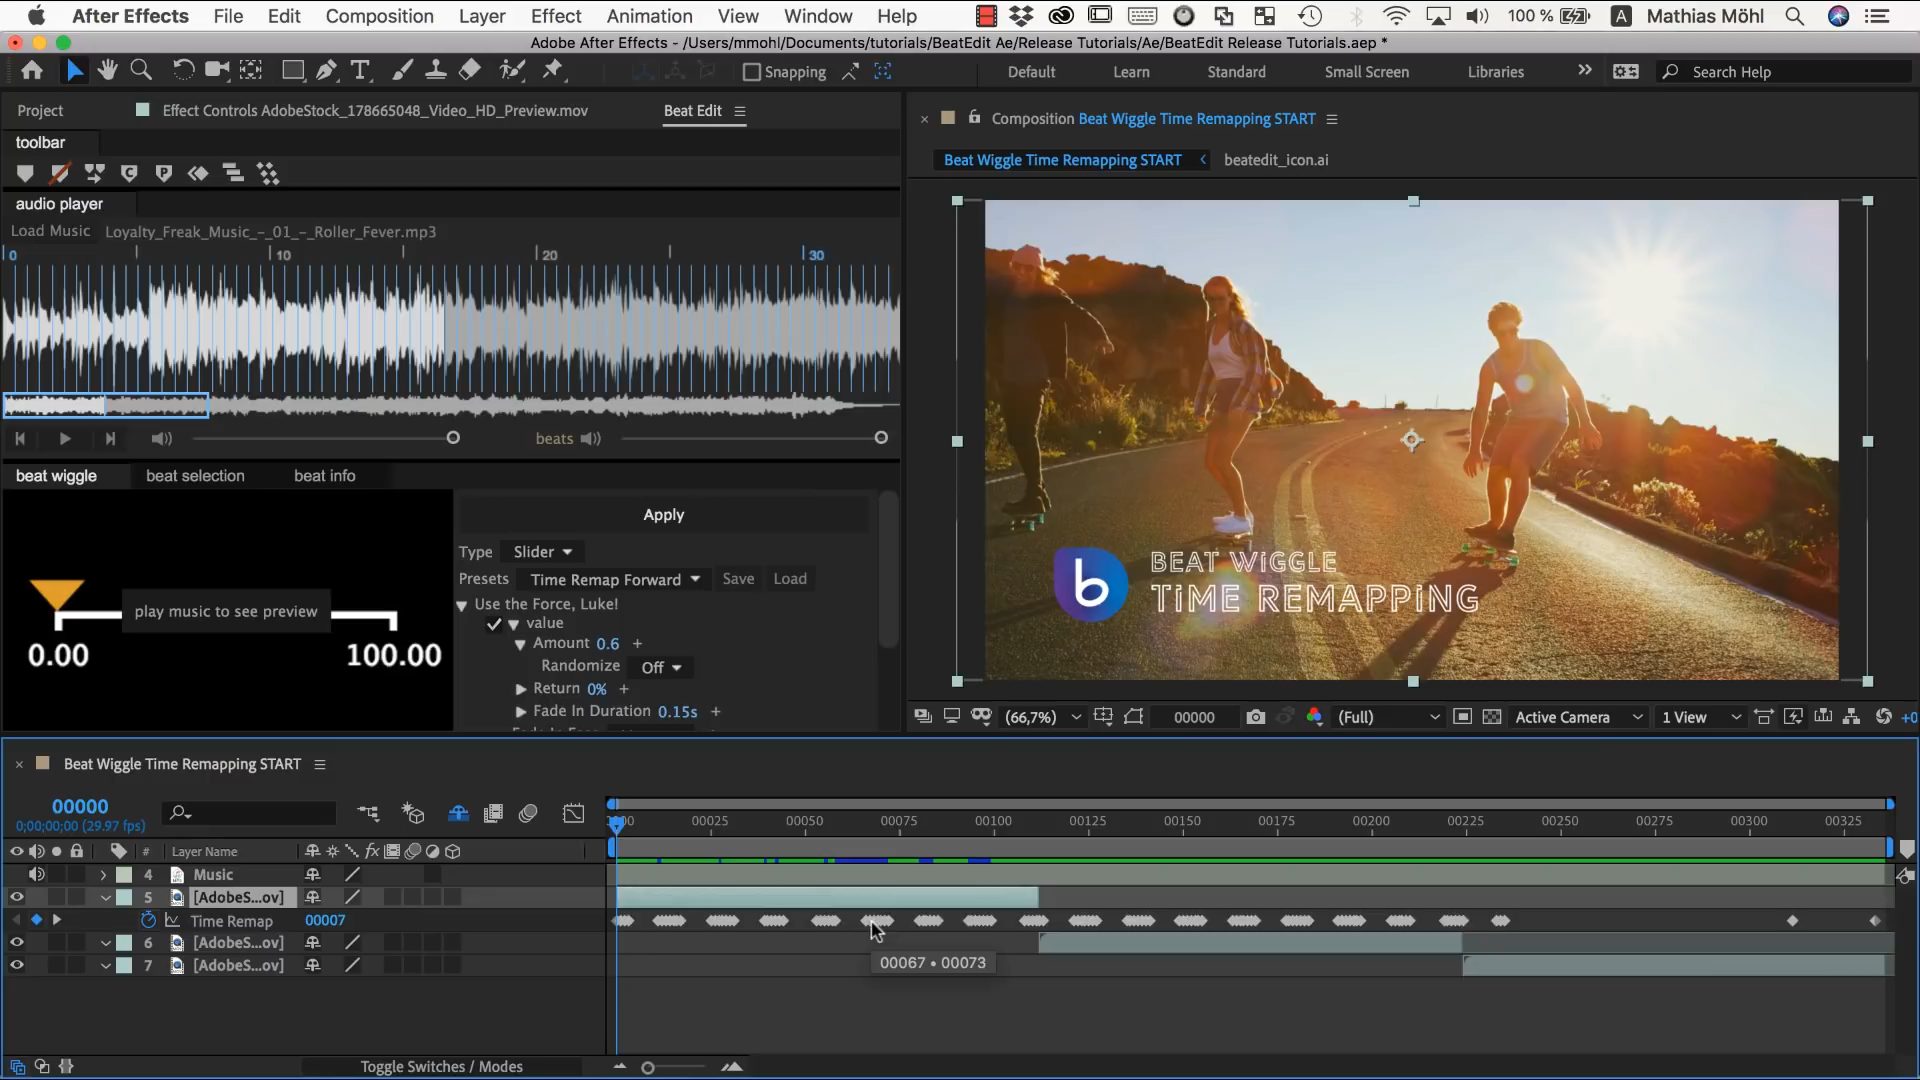 After Effects File Edit Composition Layer Effect Animation View Window Help 100 % A Mathias Möhl
Adobe After Effects - /Users/mmohl/Documents/tutorials/BeatEdit Ae/Release Tutorials/Ae/BeatEdit Release Tutorials.aep *
Snapping Default Learn Standard Small Screen Libraries Search Help
Project Effect Controls AdobeStock_178665048_Video_HD_Preview.mov Beat Edit
Composition Beat Wiggle Time Remapping START
toolbar
Beat Wiggle Time Remapping START beatedit_icon.ai
C P
audio player
Load Music Loyalty_Freak_Music_-_01_-_Roller_Fever.mp3
0 10 20 30
beats
beat wiggle beat selection beat info
Apply
Type Slider
Presets Time Remap Forward Save Load
Use the Force, Luke!
value
Amount 0.6 +
Randomize Off
Return 0% +
Fade In Duration 0.15s +
play music to see preview
0.00 100.00
b BEAT WIGGLE
TIME REMAPPING
(66,7%) 00000 (Full) Active Camera 1 View +0
Beat Wiggle Time Remapping START
00000
0;00;00;00 (29.97 fps)
00025 00050 00075 00100 00125 00150 00175 00200 00225 00250 00275 00300 00325
# Layer Name fx
4 Music
5 [AdobeS...ov]
Time Remap 00007
6 [AdobeS...ov]
00067 • 00073
7 [AdobeS...ov]
Toggle Switches / Modes